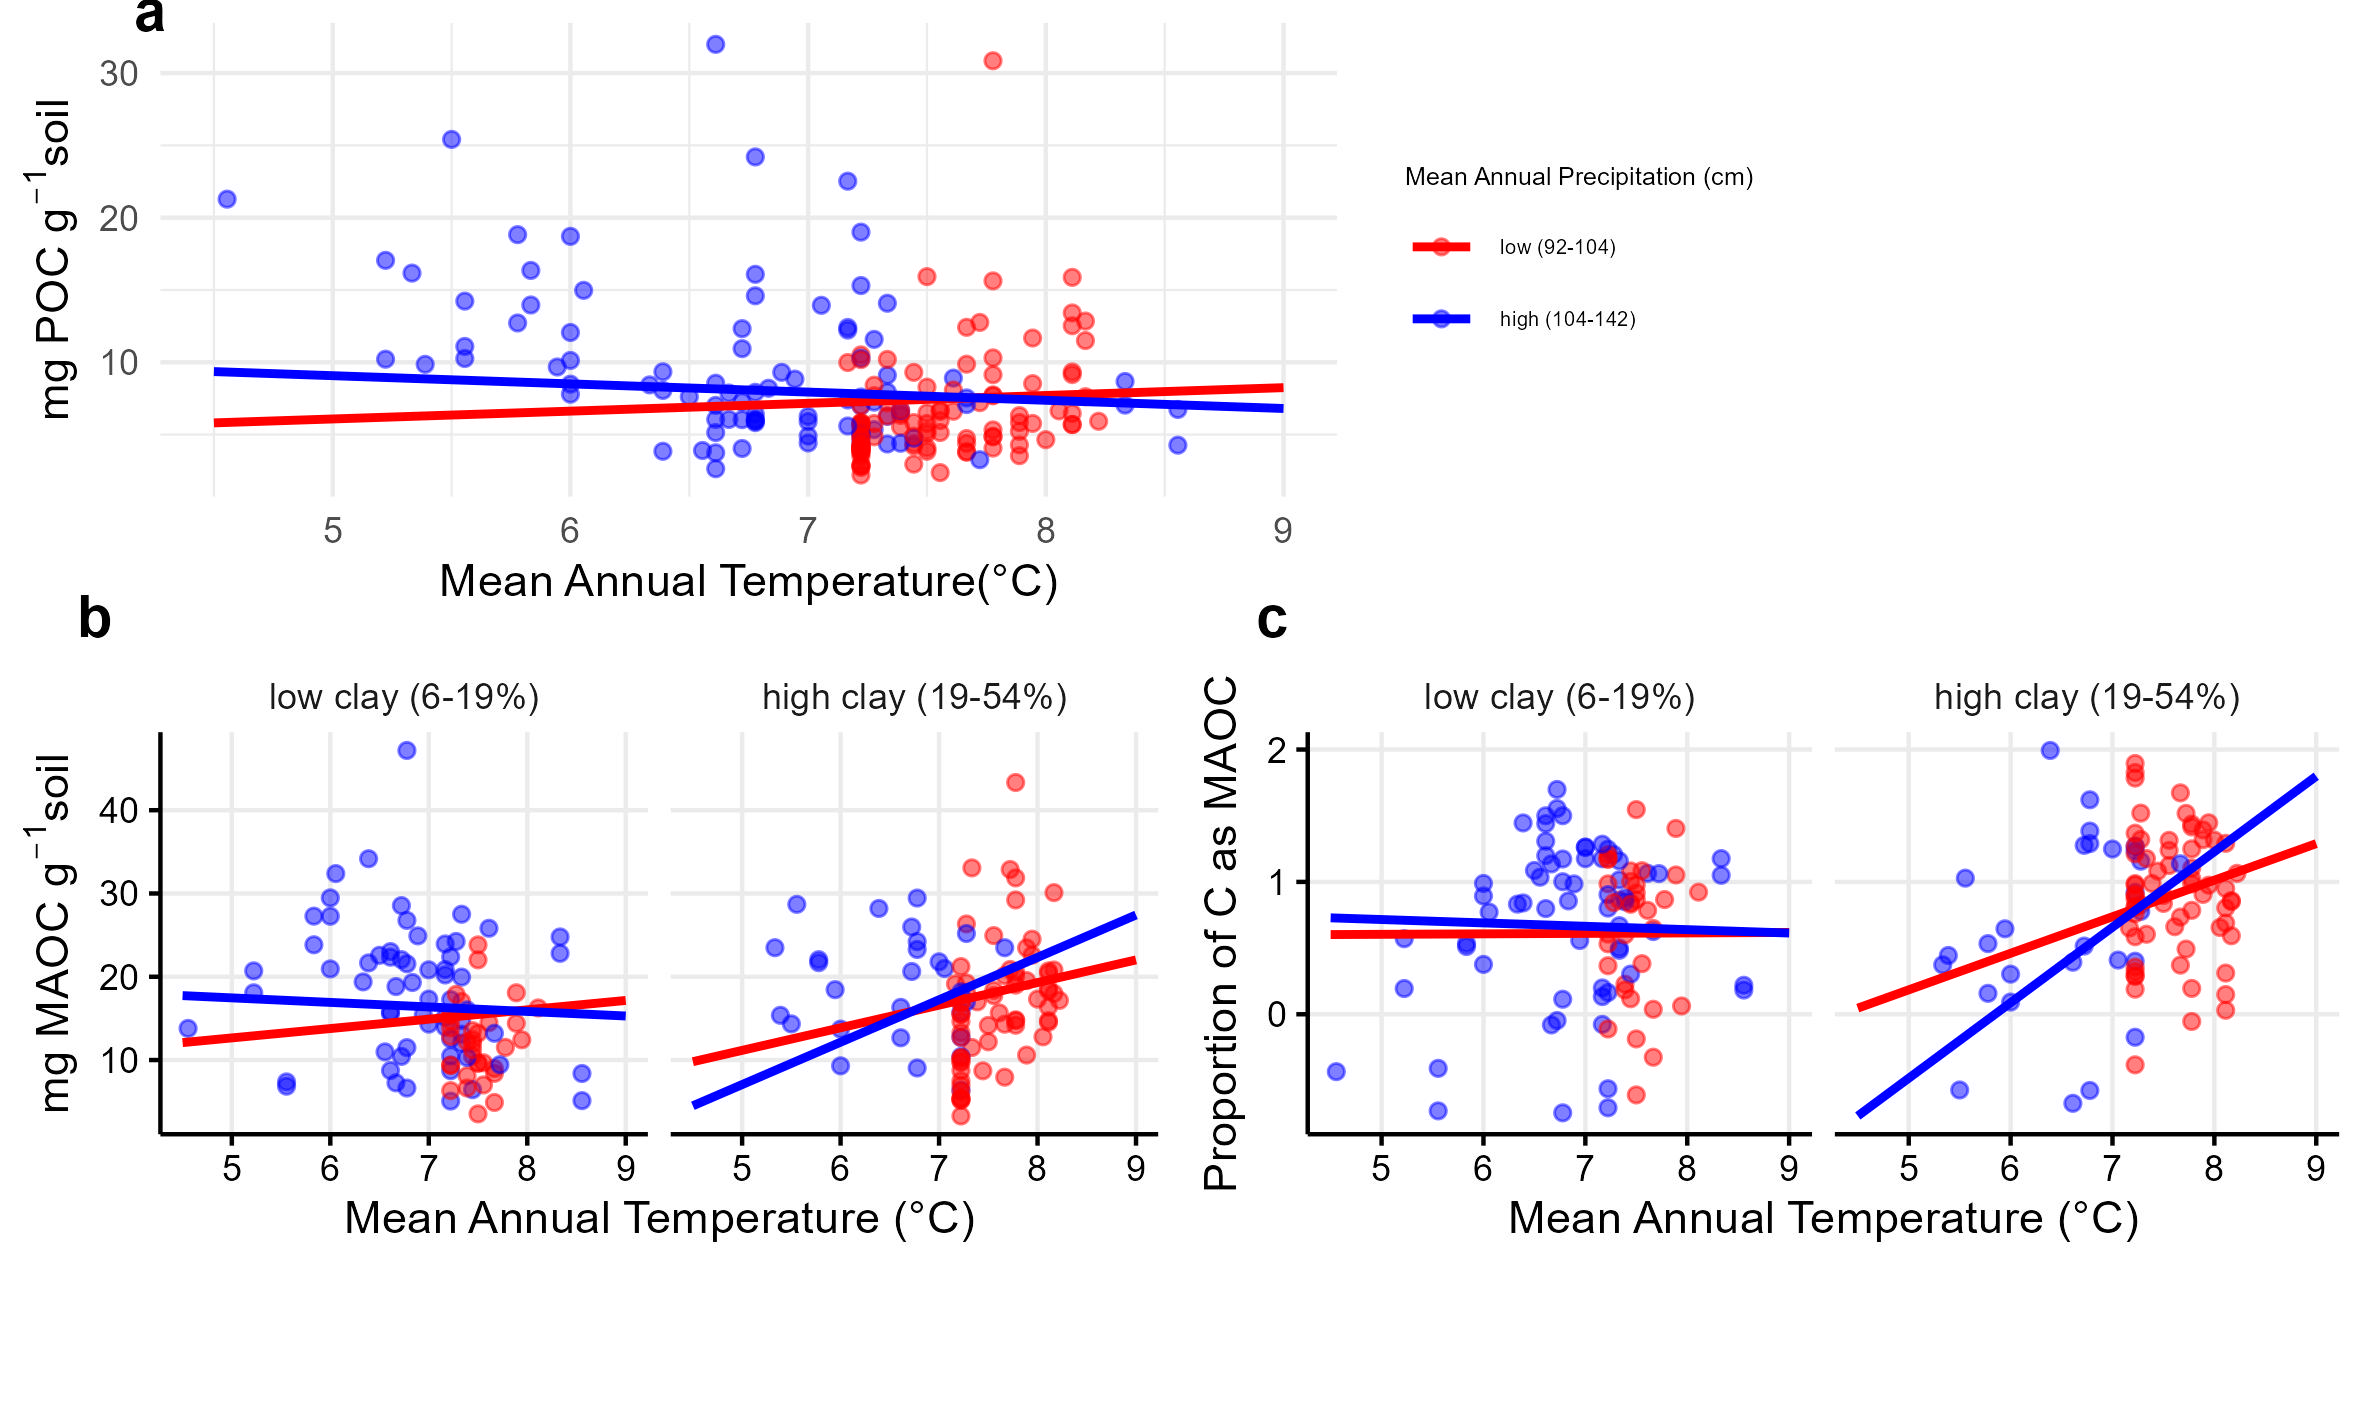 a
mg POC g⁻¹soil
30
20
10
5 6 7 8 9
Mean Annual Temperature(°C)
Mean Annual Precipitation (cm)
low (92-104)
high (104-142)
b
mg MAOC g⁻¹soil
low clay (6-19%) high clay (19-54%)
40
30
20
10
5 6 7 8 9 5 6 7 8 9
Mean Annual Temperature (°C)
c
Proportion of C as MAOC
low clay (6-19%) high clay (19-54%)
2
1
0
5 6 7 8 9 5 6 7 8 9
Mean Annual Temperature (°C)